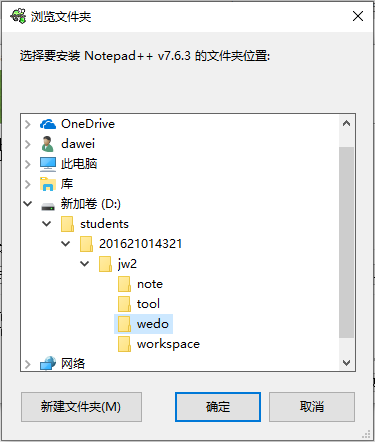 浏览文件夹
选择要安装 Notepad++ v7.6.3 的文件夹位置:
OneDrive
dawei
此电脑
库
新加卷 (D:)
students
201621014321
jw2
note
tool
wedo
workspace
网络
新建文件夹(M)
确定
取消